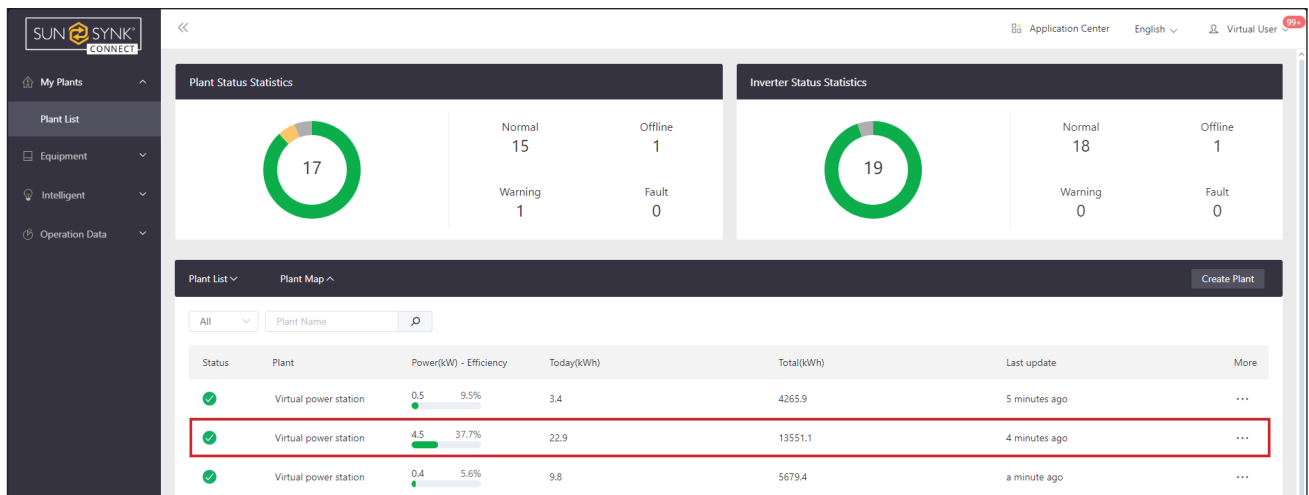 SUN SYNK®
CONNECT
Application Center English Virtual User 99+
My Plants
Plant List
Equipment
Intelligent
Operation Data
Plant Status Statistics
17
Normal Offline
15 1
Warning Fault
1 0
Inverter Status Statistics
19
Normal Offline
18 1
Warning Fault
0 0
Plant List Plant Map Create Plant
All Plant Name
Status Plant Power(kW) - Efficiency Today(kWh) Total(kWh) Last update More
Virtual power station 0.5 9.5% 3.4 4265.9 5 minutes ago ...
Virtual power station 4.5 37.7% 22.9 13551.1 4 minutes ago ...
Virtual power station 0.4 5.6% 9.8 5679.4 a minute ago ...